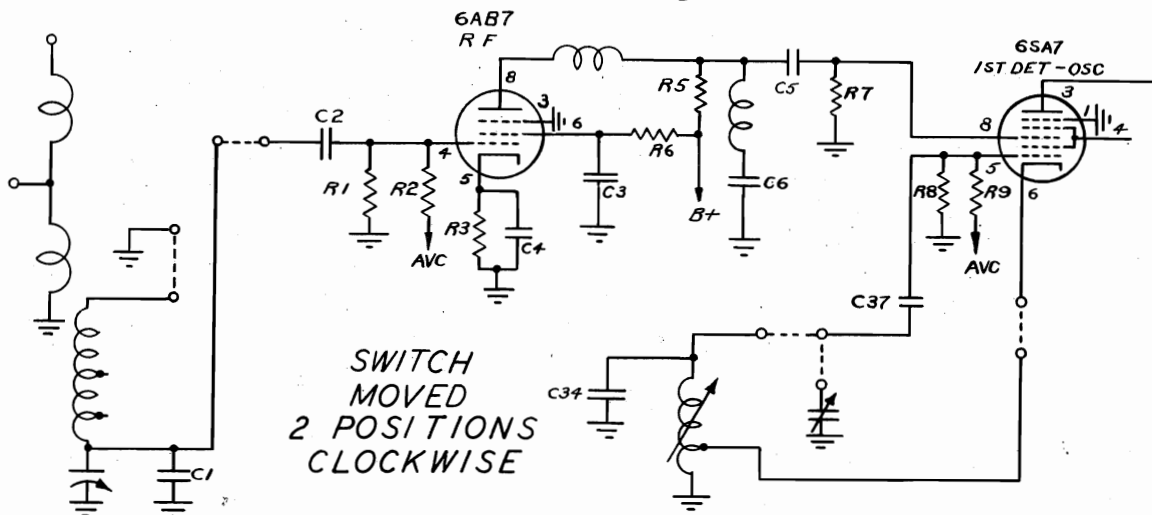 6AB7
RF
6SA7
1ST DET-OSC
8
3
6
4
5
C2
R1
R2
AVC
R3
C4
C3
R6
R5
B+
C6
C5
R7
8
5
3
1
4
6
R8
R9
AVC
C37
C34
C1
SWITCH
MOVED
2 POSITIONS
CLOCKWISE